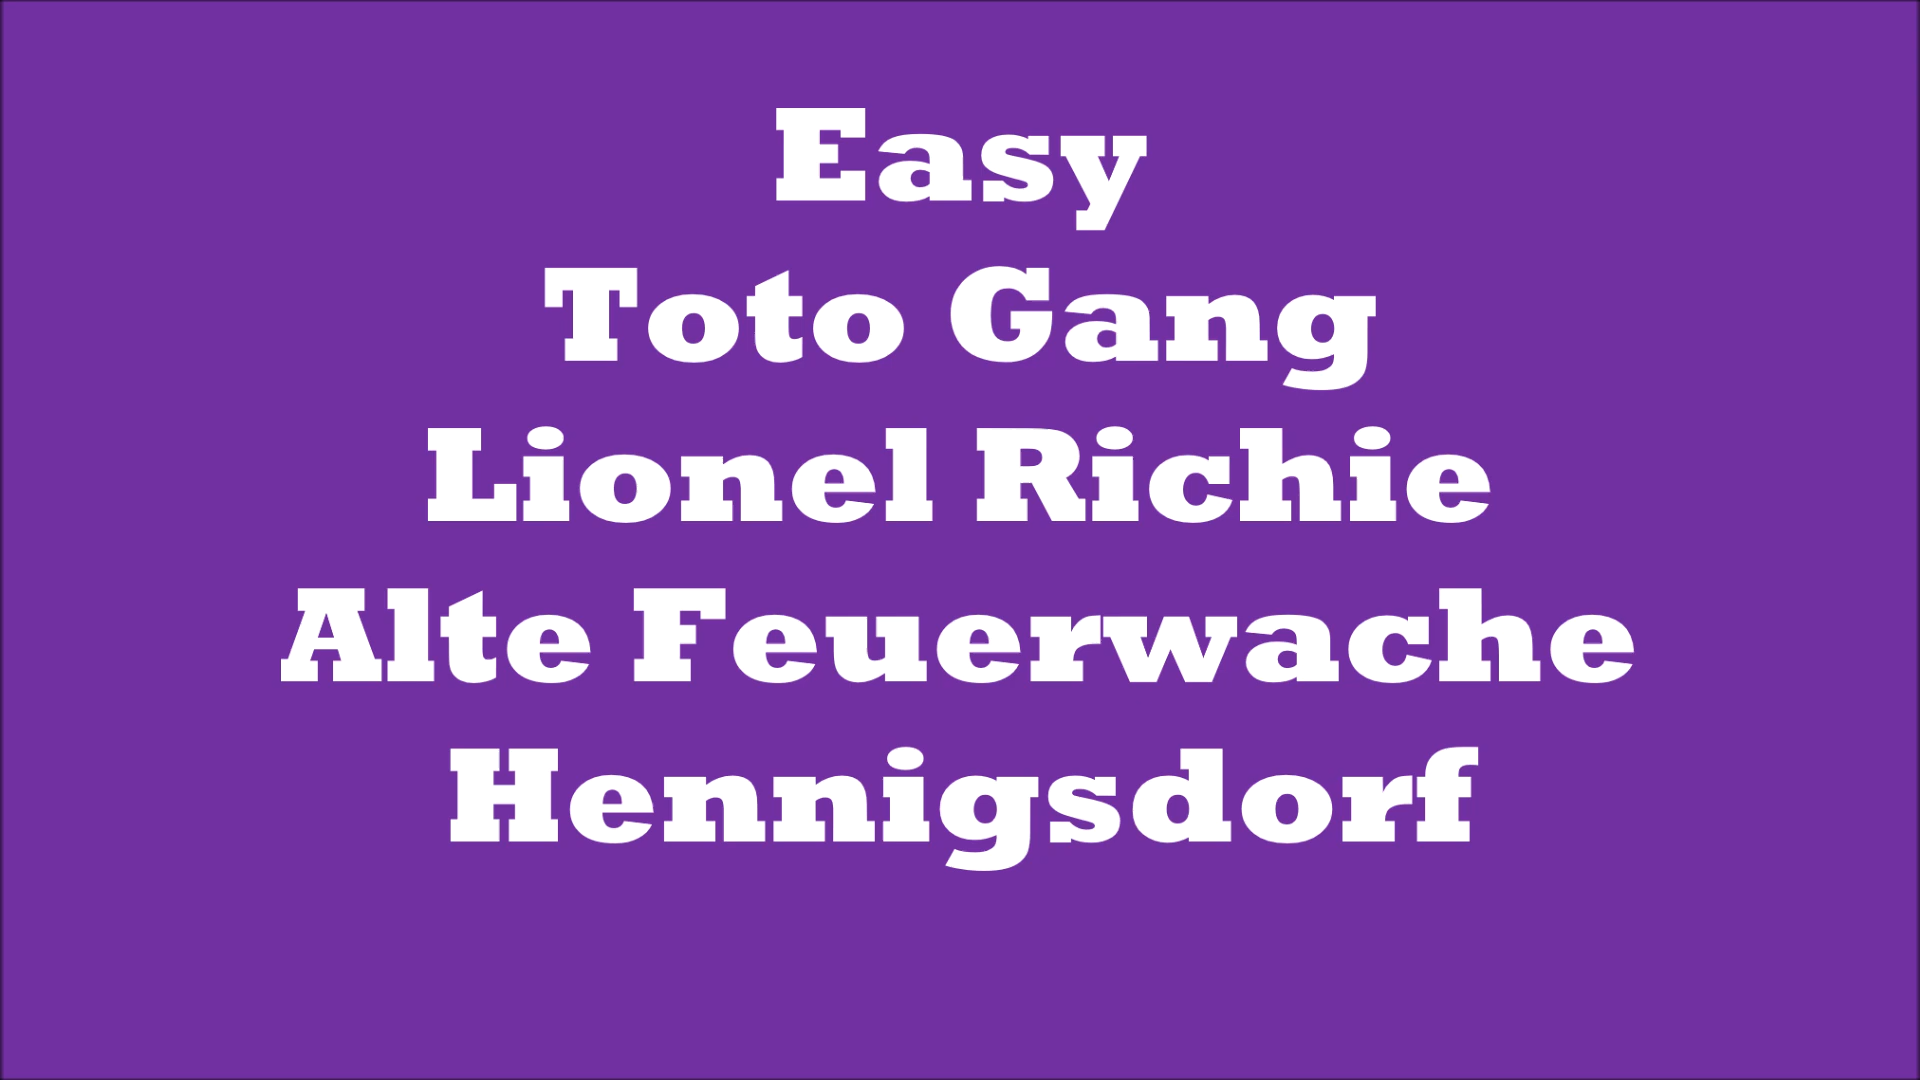 Easy
Toto Gang
Lionel Richie
Alte Feuerwache
Hennigsdorf